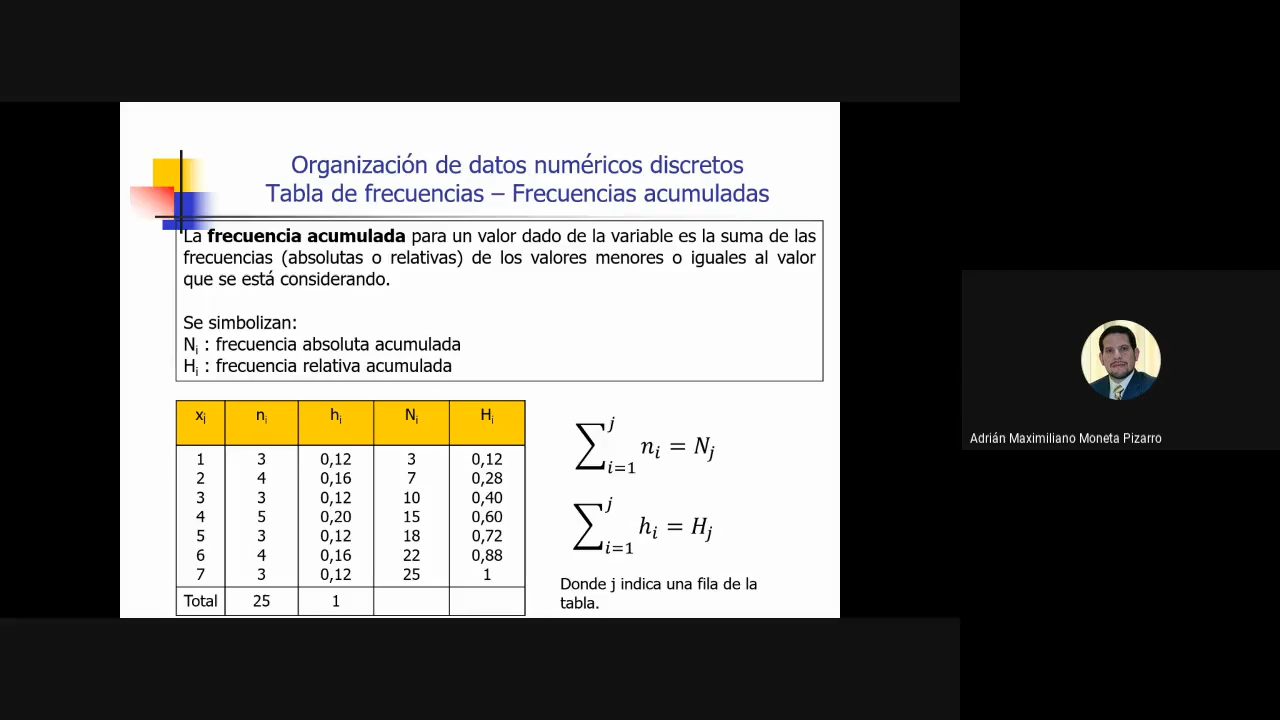 Organización de datos numéricos discretos
Tabla de frecuencias – Frecuencias acumuladas
La frecuencia acumulada para un valor dado de la variable es la suma de las
frecuencias (absolutas o relativas) de los valores menores o iguales al valor
que se está considerando.
Se simbolizan:
Ni : frecuencia absoluta acumulada
Hi : frecuencia relativa acumulada
xi ni hi Ni Hi
1 3 0,12 3 0,12
2 4 0,16 7 0,28
3 3 0,12 10 0,40
4 5 0,20 15 0,60
5 3 0,12 18 0,72
6 4 0,16 22 0,88
7 3 0,12 25 1
Total 25 1
∑_{i=1}^{j} n_i = N_j
∑_{i=1}^{j} h_i = H_j
Donde j indica una fila de la
tabla.
Adrián Maximiliano Moneta Pizarro